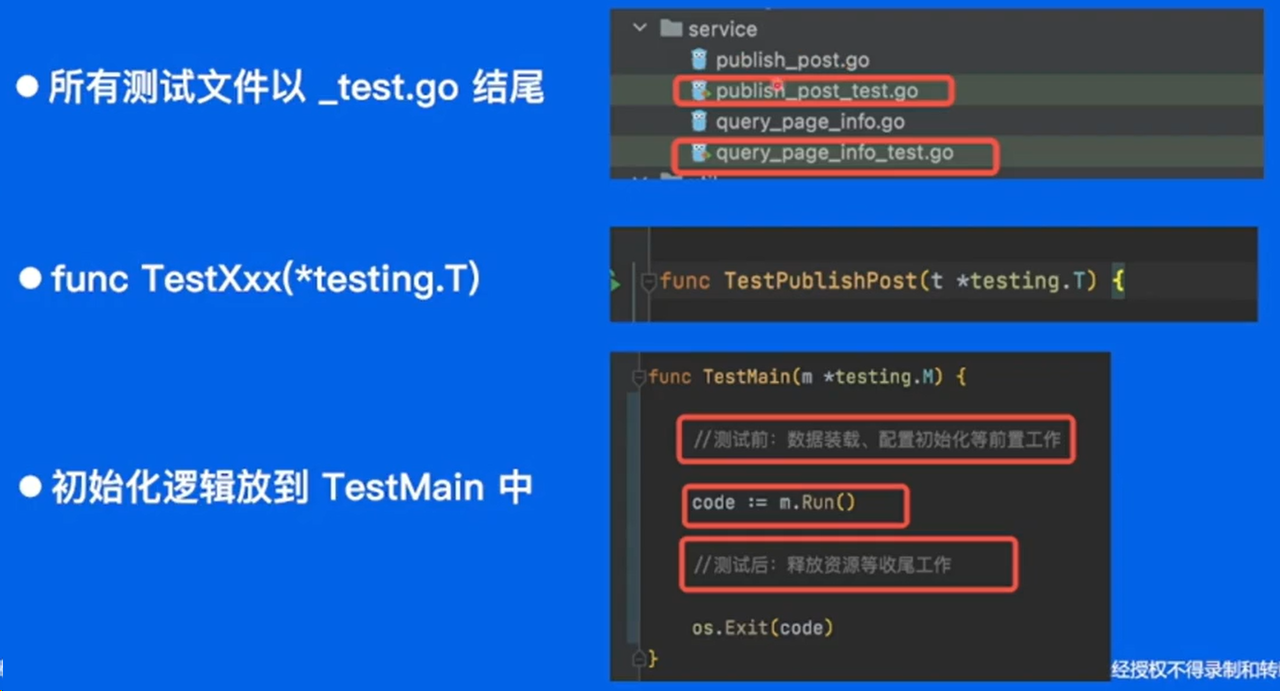 service
publish_post.go
● 所有测试文件以 _test.go 结尾
publish_post_test.go
query_page_info.go
query_page_info_test.go
● func TestXxx(*testing.T)
func TestPublishPost(t *testing.T) {
func TestMain(m *testing.M) {
//测试前：数据装载、配置初始化等前置工作
● 初始化逻辑放到 TestMain 中
code := m.Run()
//测试后：释放资源等收尾工作
os.Exit(code)
}
经授权不得录制和转